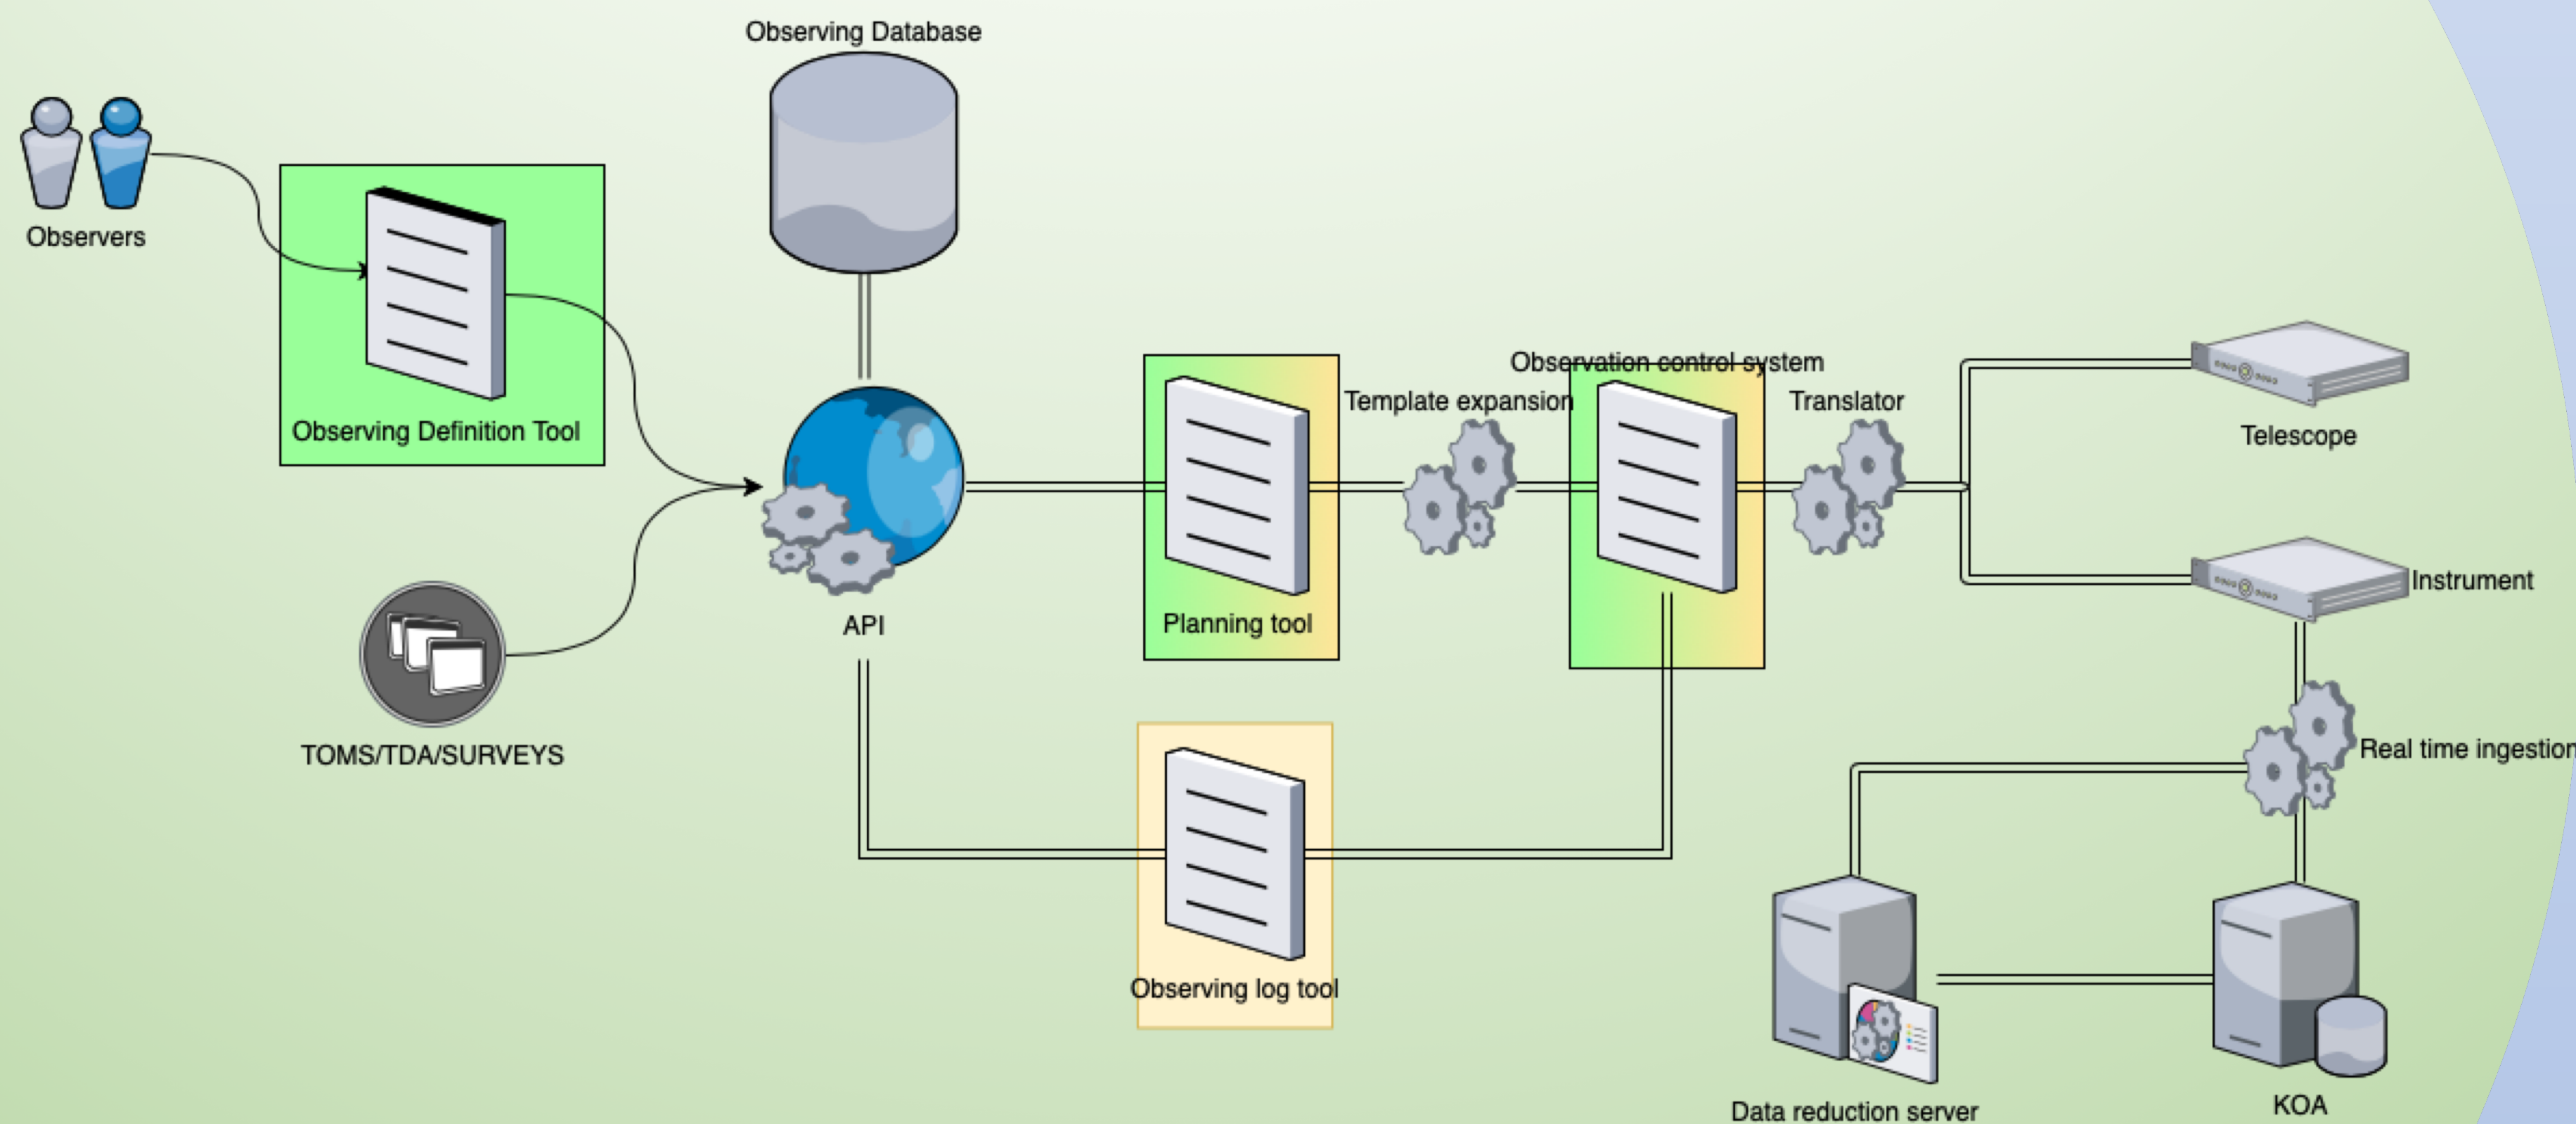 Observing Database
Observers
Observing Definition Tool
Observation control system
Template expansion
Translator
Telescope
Instrument
API
Planning tool
TOMS/TDA/SURVEYS
Real time ingestion
Observing log tool
Data reduction server
KOA